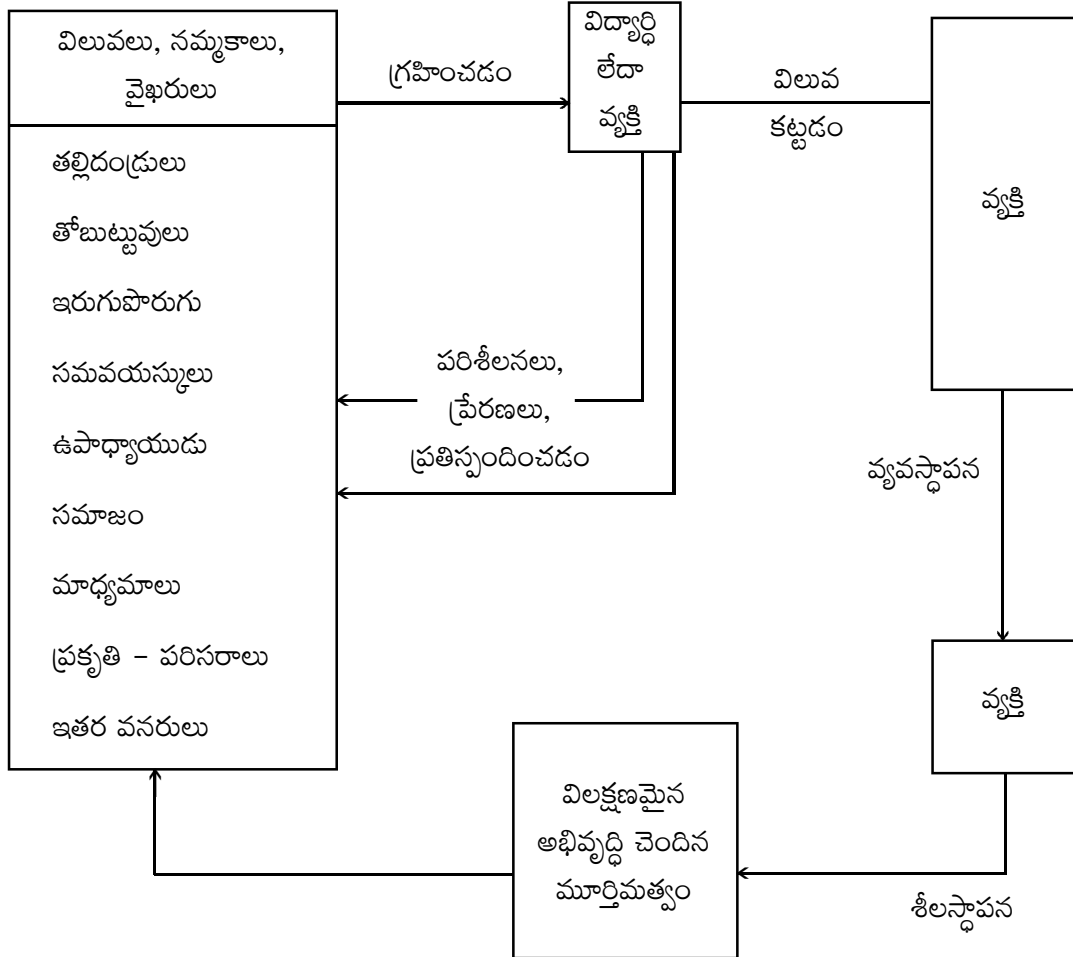 విలువలు, నమ్మకాలు,
వైఖరులు
తల్లిదండ్రులు
తోబుట్టువులు
ఇరుగుపొరుగు
సమవయస్కులు
ఉపాధ్యాయుడు
సమాజం
మాధ్యమాలు
ప్రకృతి – పరిసరాలు
ఇతర వనరులు
గ్రహించడం
విద్యార్ధి
లేదా
వ్యక్తి
విలువ
కట్టడం
వ్యక్తి
పరిశీలనలు,
ప్రేరణలు,
ప్రతిస్పందించడం
వ్యవస్ధాపన
వ్యక్తి
శీలస్ధాపన
విలక్షణమైన
అభివృద్ధి చెందిన
మూర్తిమత్వం